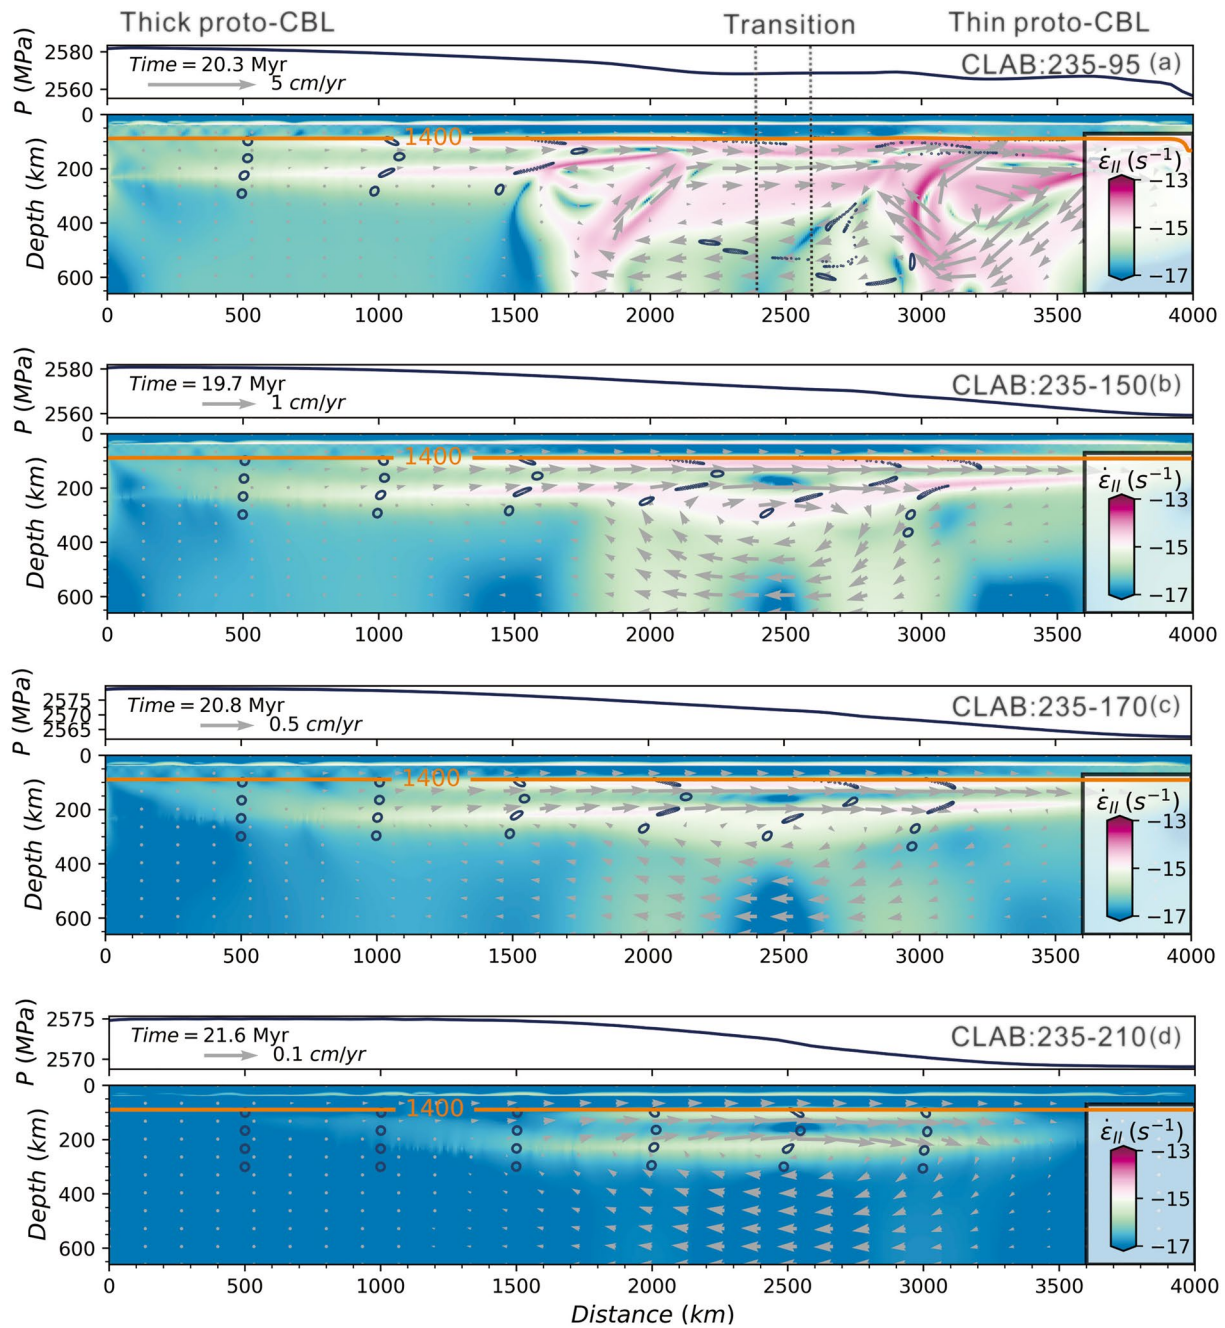 Thick proto-CBL Transition Thin proto-CBL
P (MPa) 2580 2560
Time = 20.3 Myr
5 cm/yr
CLAB:235-95 (a)
Depth (km) 0 200 400 600
1400
ε̇II (s⁻¹)
−13
−15
−17
0 500 1000 1500 2000 2500 3000 4000
P (MPa) 2580 2560
Time = 19.7 Myr
1 cm/yr
CLAB:235-150(b)
Depth (km) 0 200 400 600
1400
ε̇II (s⁻¹)
−13
−15
−17
0 500 1000 1500 2000 2500 3000 4000
P (MPa) 2575 2570 2565
Time = 20.8 Myr
0.5 cm/yr
CLAB:235-170(c)
Depth (km) 0 200 400 600
1400
ε̇II (s⁻¹)
−13
−15
−17
0 500 1000 1500 2000 2500 3000 3500 4000
P (MPa) 2575 2570
Time = 21.6 Myr
0.1 cm/yr
CLAB:235-210(d)
Depth (km) 0 200 400 600
1400
ε̇II (s⁻¹)
−13
−15
−17
0 500 1000 1500 2000 2500 3000 3500 4000
Distance (km)